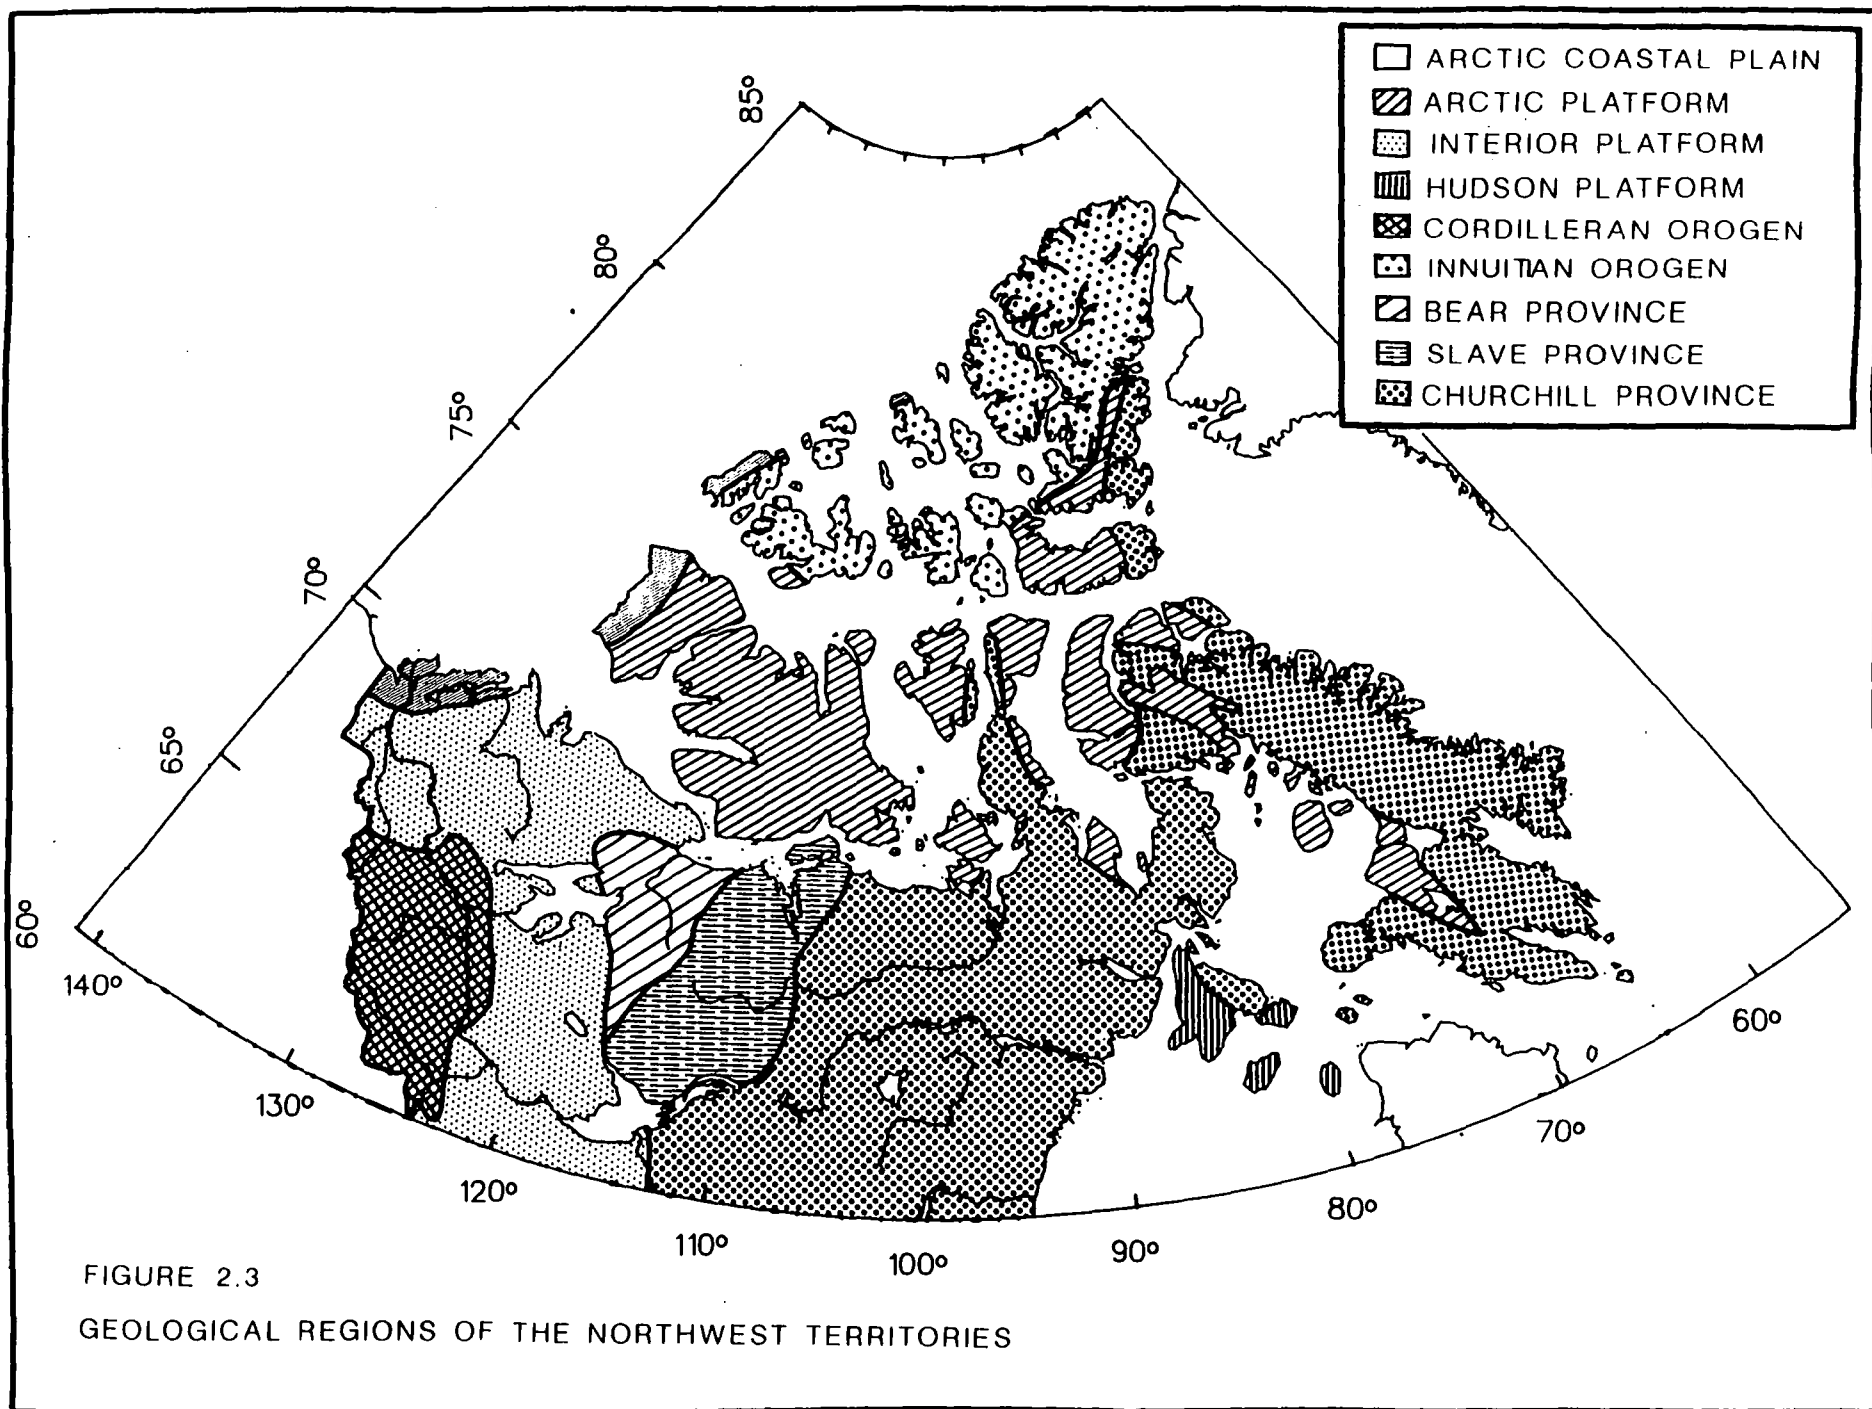 ARCTIC COASTAL PLAIN
ARCTIC PLATFORM
INTERIOR PLATFORM
HUDSON PLATFORM
CORDILLERAN OROGEN
INNUITIAN OROGEN
BEAR PROVINCE
SLAVE PROVINCE
CHURCHILL PROVINCE
85°
80°
75°
70°
65°
60°
140°
130°
120°
110°
100°
90°
80°
70°
60°
FIGURE 2.3
GEOLOGICAL REGIONS OF THE NORTHWEST TERRITORIES